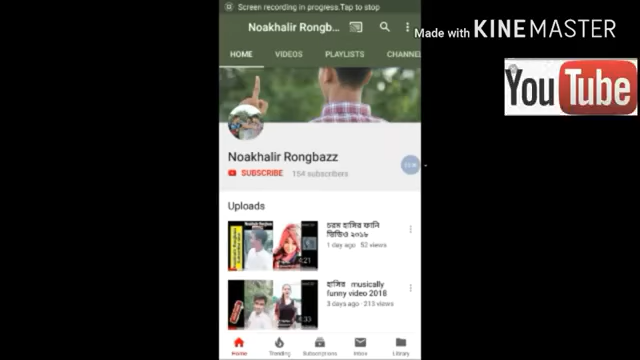 Screen recording in progress.Tap to stop
Noakhalir Rongb...
Made with KINEMASTER
HOME VIDEOS PLAYLISTS CHANNE
YouTube
Noakhalir Rongbazz
SUBSCRIBE 154 subscribers
Uploads
চরম হাসির ফানি
ভিডিও ২০১৮
1 day ago · 52 views
হাসির musically
funny video 2018
3 days ago · 213 views
Home Trending Subscriptions Inbox Library